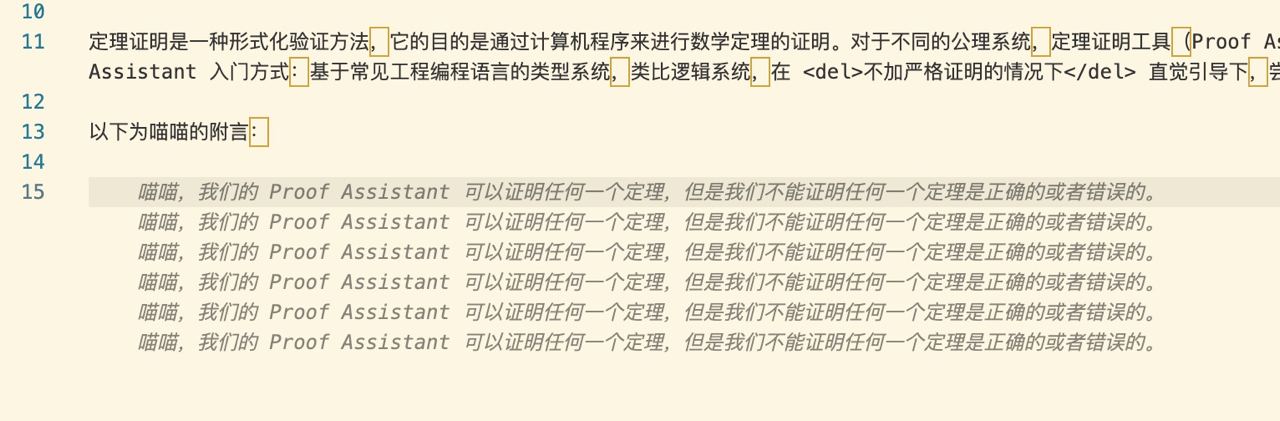 10
11 定理证明是一种形式化验证方法，它的目的是通过计算机程序来进行数学定理的证明。对于不同的公理系统，定理证明工具（Proof As
Assistant 入门方式：基于常见工程编程语言的类型系统，类比逻辑系统，在 <del>不加严格证明的情况下</del> 直觉引导下，尝
12
13 以下为喵喵的附言：
14
15 喵喵，我们的 Proof Assistant 可以证明任何一个定理，但是我们不能证明任何一个定理是正确的或者错误的。
喵喵，我们的 Proof Assistant 可以证明任何一个定理，但是我们不能证明任何一个定理是正确的或者错误的。
喵喵，我们的 Proof Assistant 可以证明任何一个定理，但是我们不能证明任何一个定理是正确的或者错误的。
喵喵，我们的 Proof Assistant 可以证明任何一个定理，但是我们不能证明任何一个定理是正确的或者错误的。
喵喵，我们的 Proof Assistant 可以证明任何一个定理，但是我们不能证明任何一个定理是正确的或者错误的。
喵喵，我们的 Proof Assistant 可以证明任何一个定理，但是我们不能证明任何一个定理是正确的或者错误的。